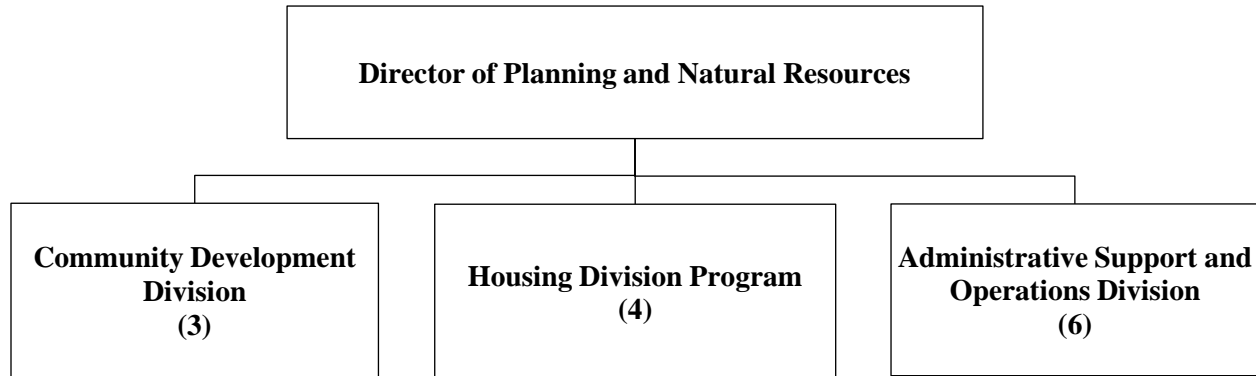 Director of Planning and Natural Resources
Community Development
Division
(3)
Housing Division Program
(4)
Administrative Support and
Operations Division
(6)